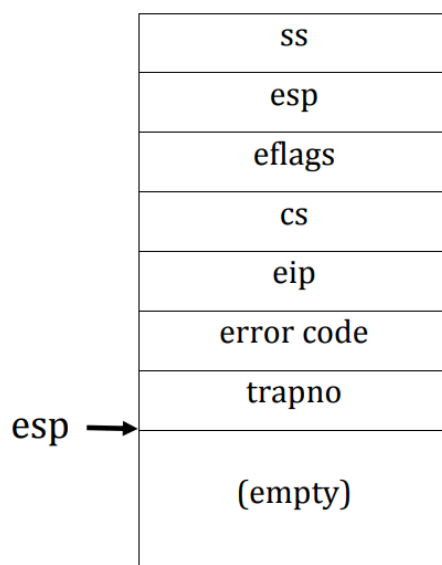 ss
esp
eflags
cs
eip
error code
trapno
esp
(empty)